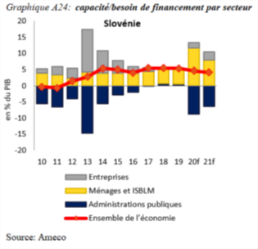 Graphique A24: capacité/besoin de financement par secteur
Slovénie
20
15
10
5
0
-5
-10
-15
-20
en % du PIB
10 11 12 13 14 15 16 17 18 19 20f 21f
Entreprises
Ménages et ISBLM
Administrations publiques
Ensemble de l'économie
Source: Ameco